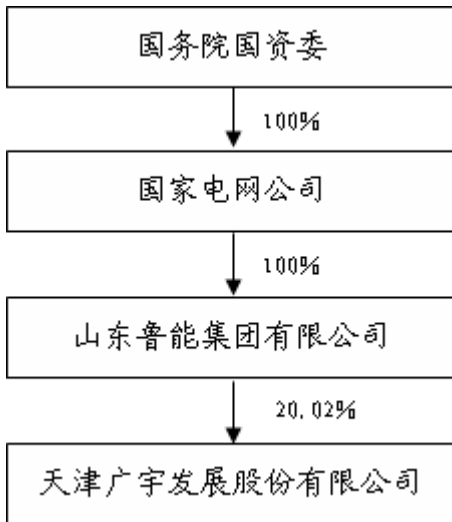 国务院国资委
100%
国家电网公司
100%
山东鲁能集团有限公司
20.02%
天津广宇发展股份有限公司